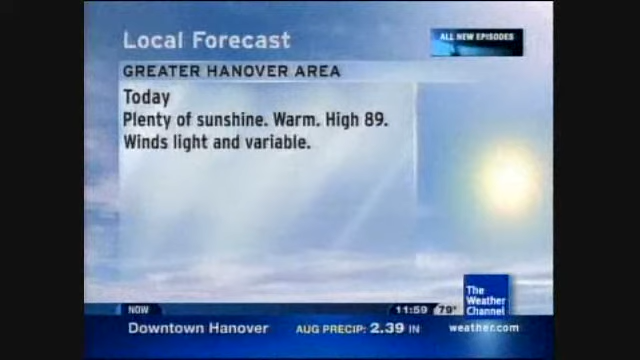 Local Forecast
ALL NEW EPISODES
GREATER HANOVER AREA
Today
Plenty of sunshine. Warm. High 89.
Winds light and variable.
The
Weather
Channel
NOW
11:59 79°
Downtown Hanover AUG PRECIP: 2.39 IN weather.com